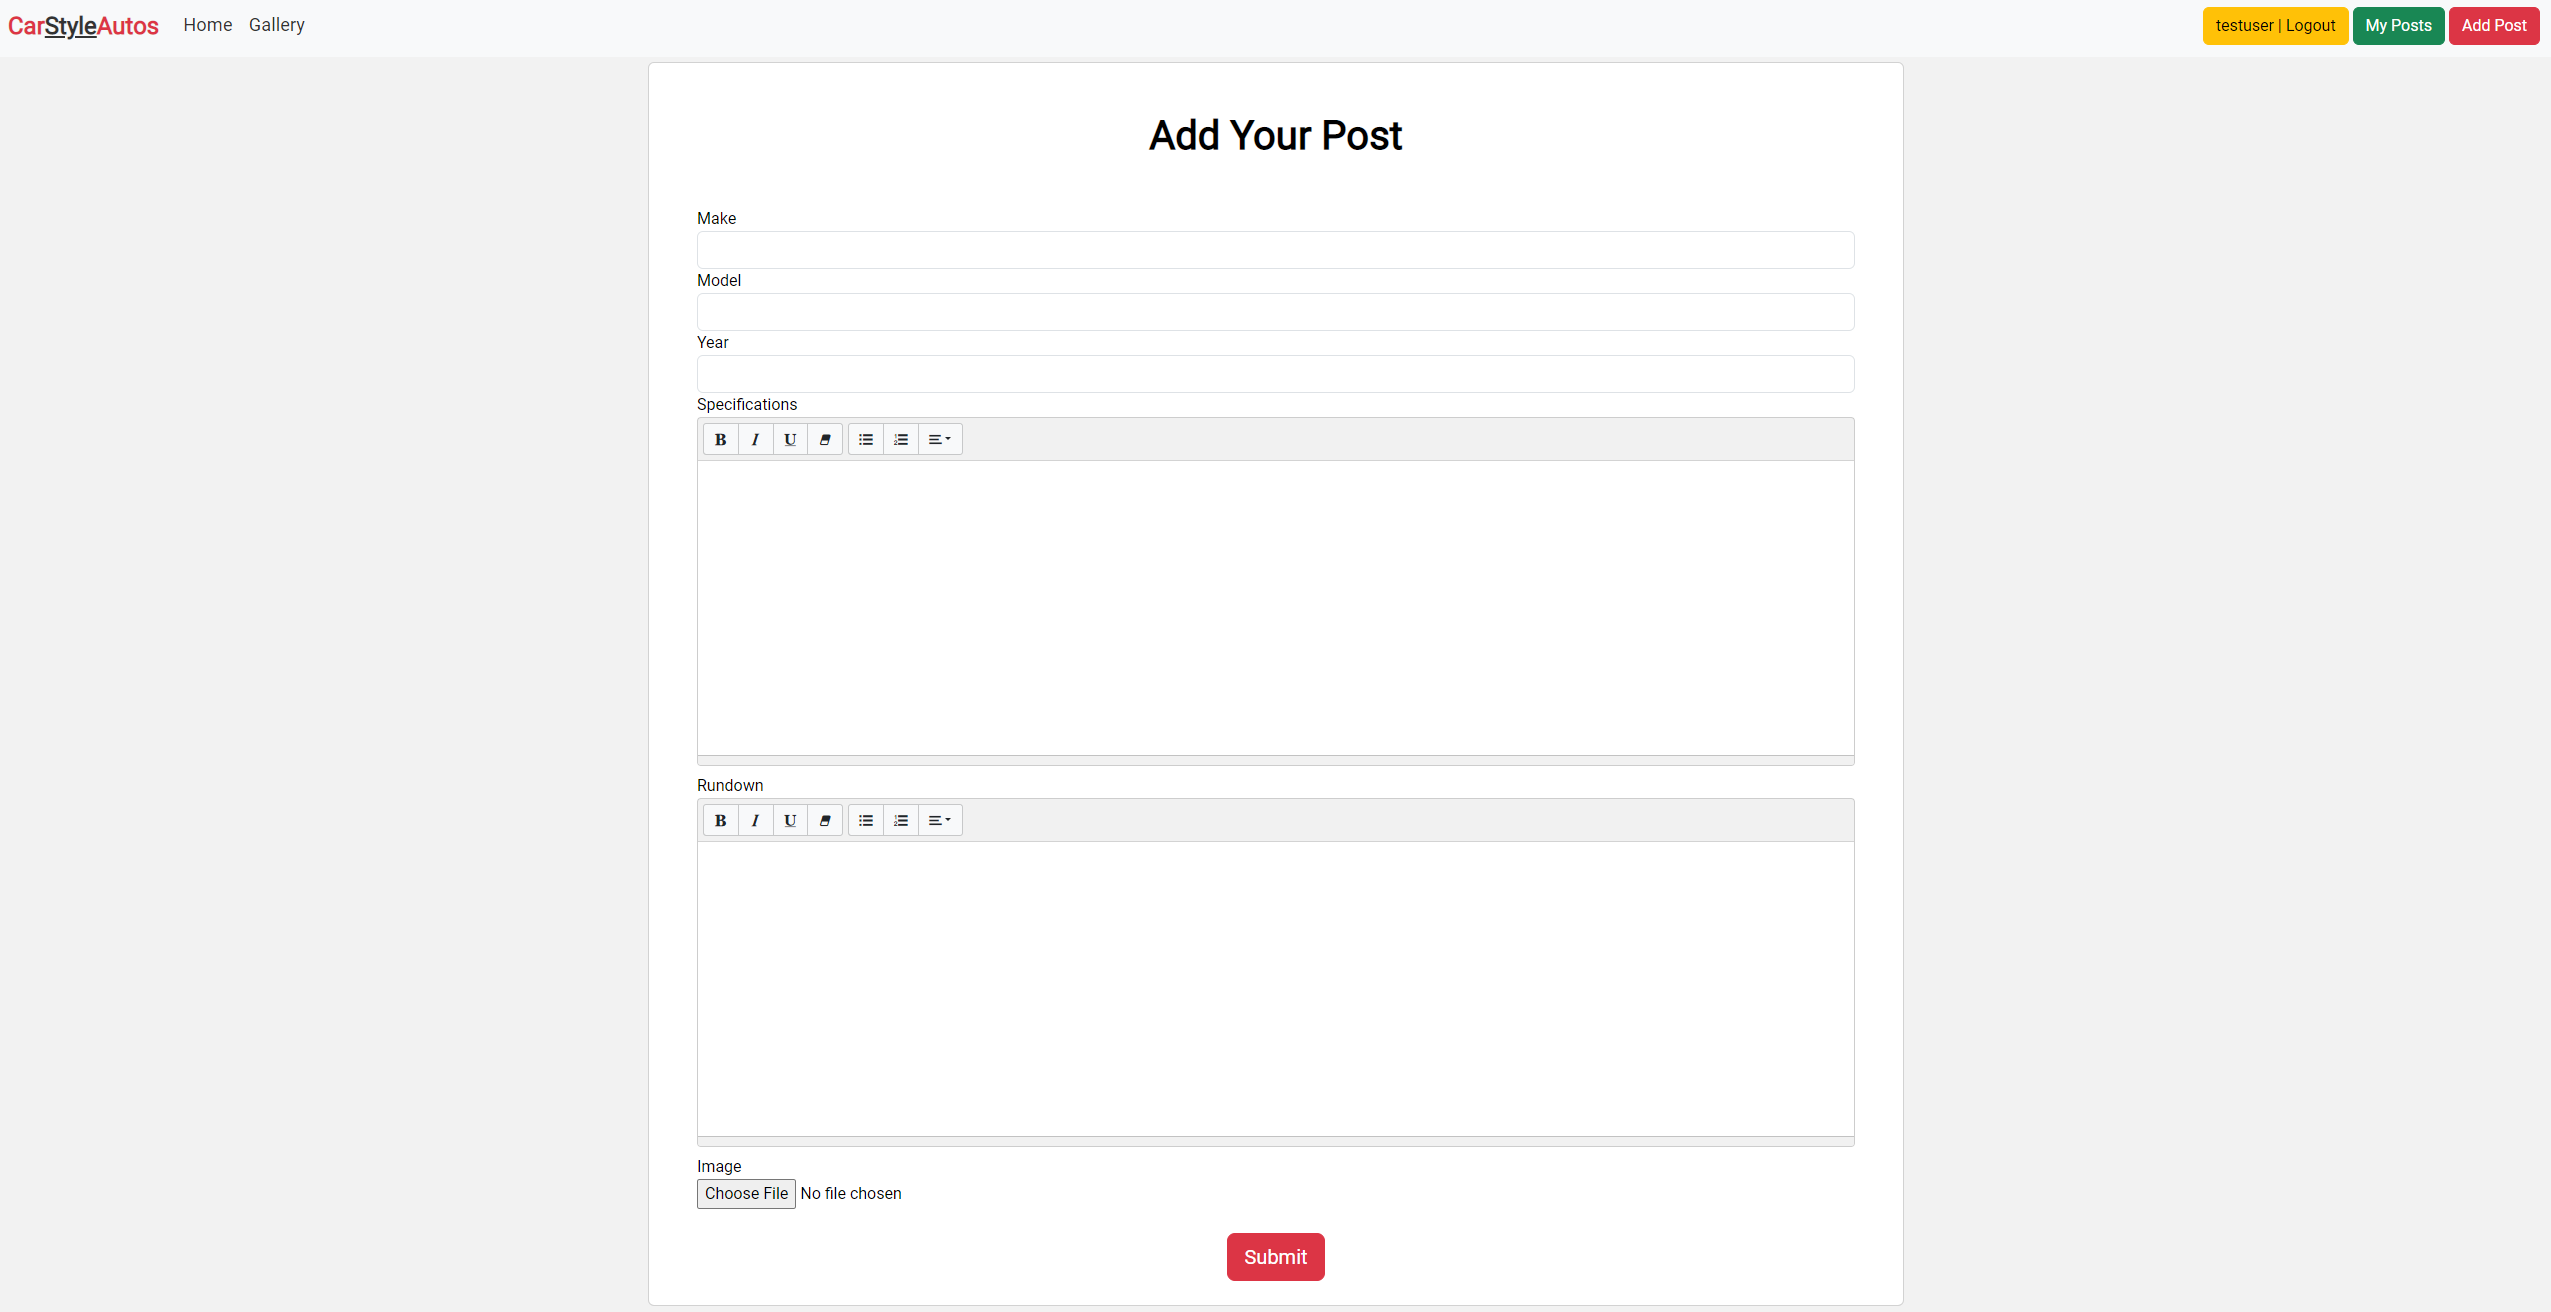 CarStyleAutos Home Gallery testuser | Logout My Posts Add Post
Add Your Post
Make
Model
Year
Specifications
B I U
Rundown
B I U
Image
Choose File No file chosen
Submit